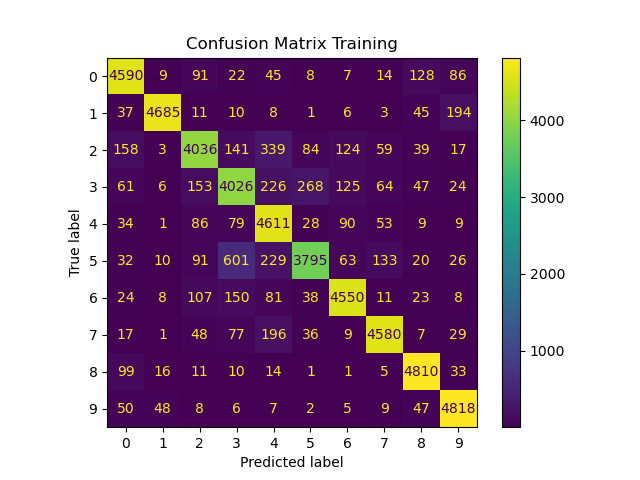 Confusion Matrix Training
0 4590 9 91 22 45 8 7 14 128 86
1 37 4685 11 10 8 1 6 3 45 194
2 158 3 4036 141 339 84 124 59 39 17
3 61 6 153 4026 226 268 125 64 47 24
4 34 1 86 79 4611 28 90 53 9 9
5 32 10 91 601 229 3795 63 133 20 26
6 24 8 107 150 81 38 4550 11 23 8
7 17 1 48 77 196 36 9 4580 7 29
8 99 16 11 10 14 1 1 5 4810 33
9 50 48 8 6 7 2 5 9 47 4818
0 1 2 3 4 5 6 7 8 9
Predicted label
True label
4000
3000
2000
1000